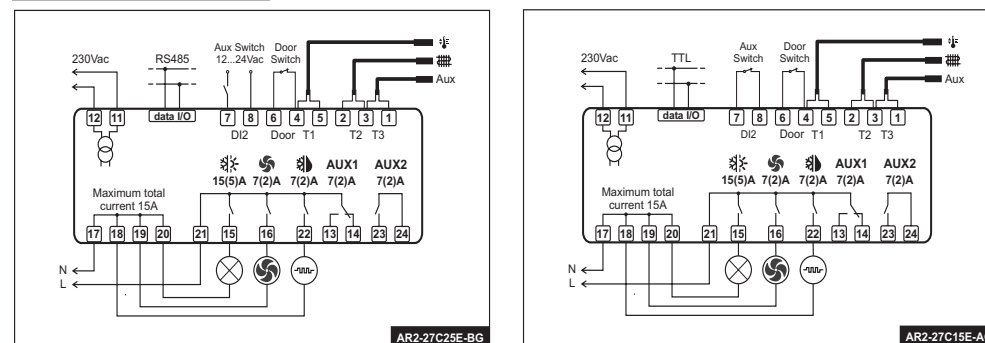 230Vac RS485 Aux Switch 12...24Vac Door Switch
Aux
12 11 data I/O 7 8 6 4 5 2 3 1
DI2 Door T1 T2 T3
AUX1 AUX2
15(5)A 7(2)A 7(2)A 7(2)A 7(2)A
Maximum total
current 15A
17 18 19 20 21 15 16 22 13 14 23 24
N
L
AR2-27C25E-BG
230Vac TTL Aux Switch Door Switch
Aux
12 11 data I/O 7 8 6 4 5 2 3 1
DI2 Door T1 T2 T3
AUX1 AUX2
15(5)A 7(2)A 7(2)A 7(2)A 7(2)A
Maximum total
current 15A
17 18 19 20 21 15 16 22 13 14 23 24
N
L